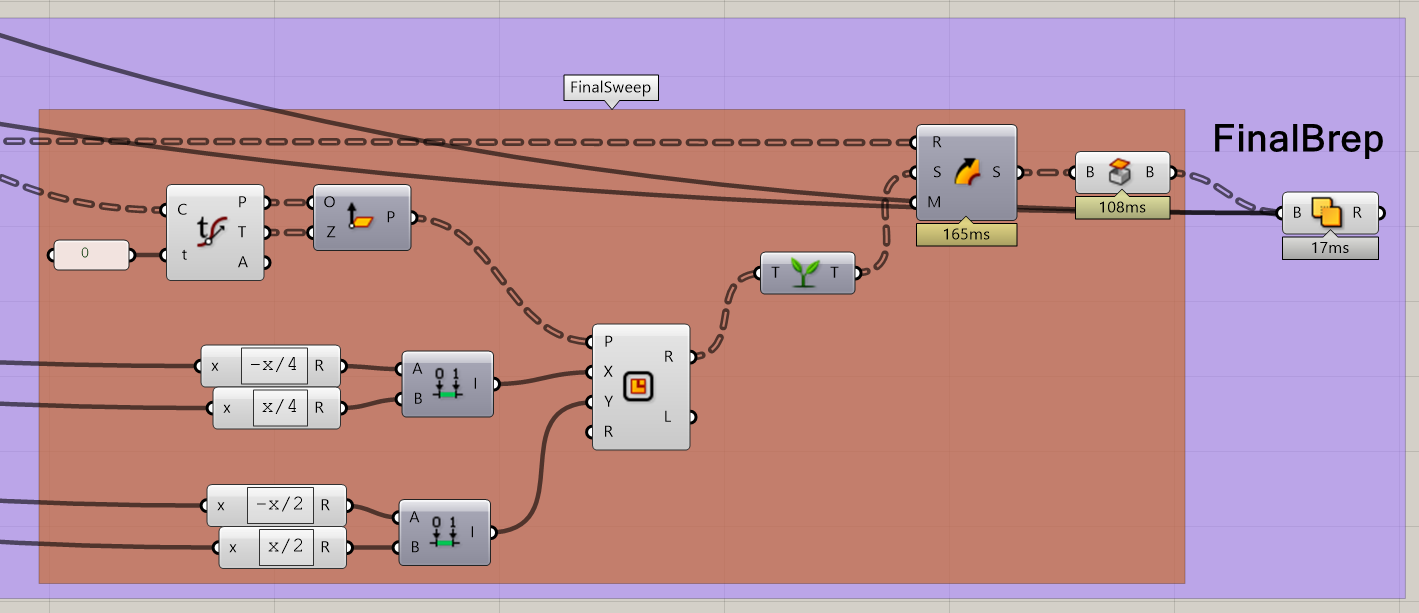 FinalSweep
FinalBrep
R
S
M
S
165ms
B B
108ms
B R
17ms
C
t
P
T
A
0
O
Z
P
T T
P
X
Y
R
R
L
x -x/4 R
x x/4 R
A
B
0 1
I
x -x/2 R
x x/2 R
A
B
0 1
I